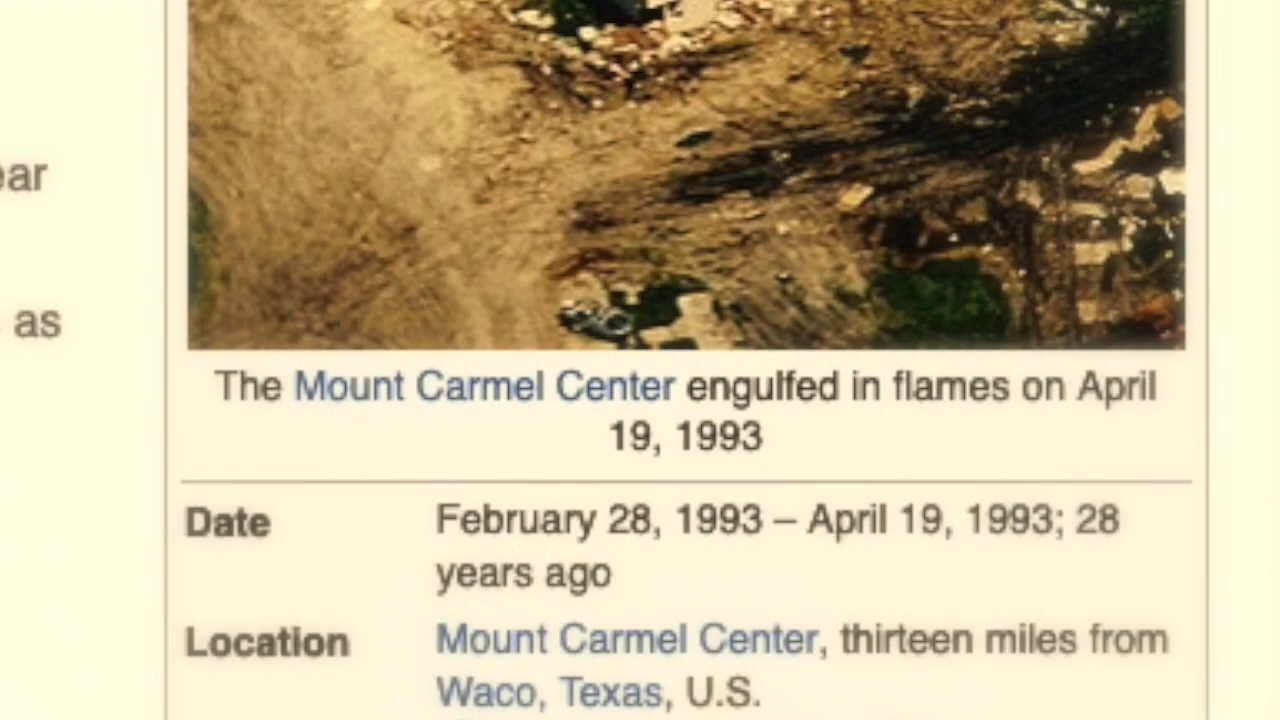 ear
as
The Mount Carmel Center engulfed in flames on April
19, 1993
Date February 28, 1993 – April 19, 1993; 28
years ago
Location Mount Carmel Center, thirteen miles from
Waco, Texas, U.S.